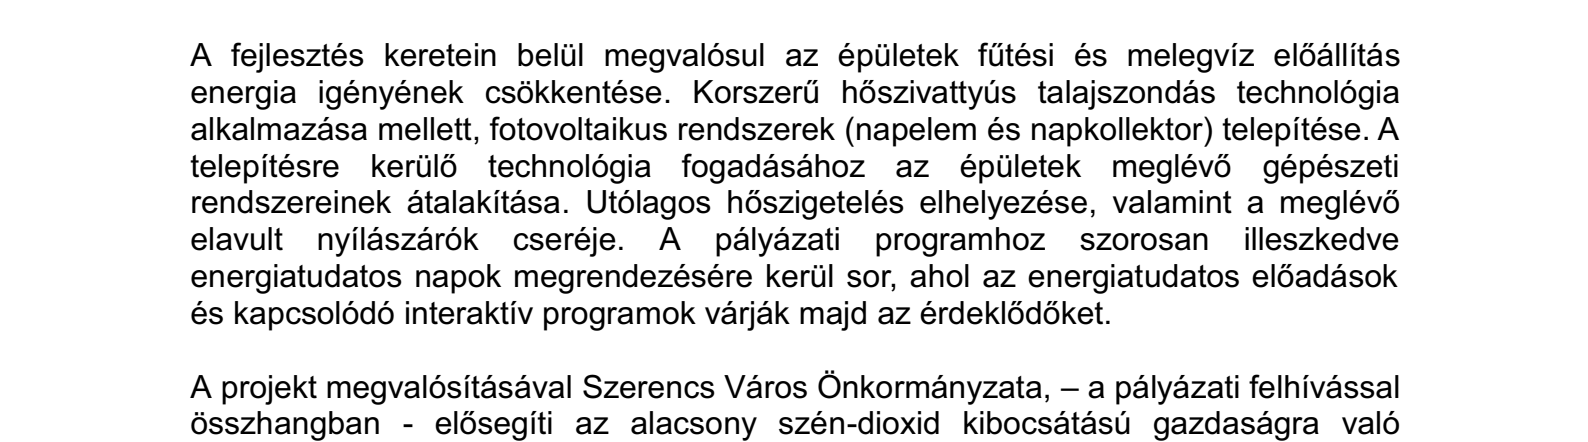 A fejlesztés keretein belül megvalósul az épületek fűtési és melegvíz előállítás
energia igényének csökkentése. Korszerű hőszivattyús talajszondás technológia
alkalmazása mellett, fotovoltaikus rendszerek (napelem és napkollektor) telepítése. A
telepítésre kerülő technológia fogadásához az épületek meglévő gépészeti
rendszereinek átalakítása. Utólagos hőszigetelés elhelyezése, valamint a meglévő
elavult nyílászárók cseréje. A pályázati programhoz szorosan illeszkedve
energiatudatos napok megrendezésére kerül sor, ahol az energiatudatos előadások
és kapcsolódó interaktív programok várják majd az érdeklődőket.
A projekt megvalósításával Szerencs Város Önkormányzata, – a pályázati felhívással
összhangban - elősegíti az alacsony szén-dioxid kibocsátású gazdaságra való